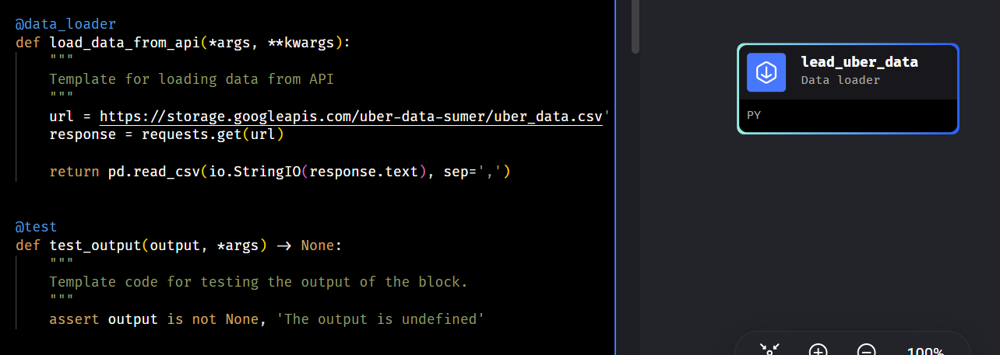 @data_loader
def load_data_from_api(*args, **kwargs):
"""
Template for loading data from API
"""
url = https://storage.googleapis.com/uber-data-sumer/uber_data.csv'
response = requests.get(url)
return pd.read_csv(io.StringIO(response.text), sep=',')
@test
def test_output(output, *args) -> None:
"""
Template code for testing the output of the block.
"""
assert output is not None, 'The output is undefined'
lead_uber_data
Data loader
PY
100%